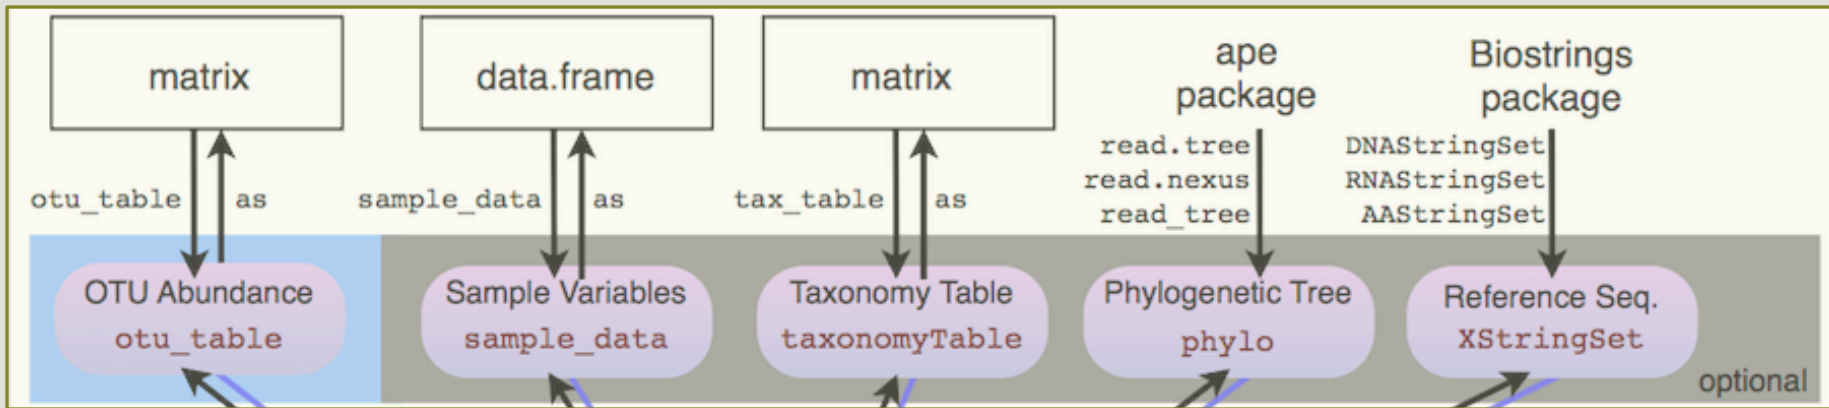 matrix
data.frame
matrix
ape
package
Biostrings
package
read.tree
read.nexus
read_tree
DNAStringSet
RNAStringSet
AAStringSet
otu_table
as
sample_data
as
tax_table
as
OTU Abundance
otu_table
Sample Variables
sample_data
Taxonomy Table
taxonomyTable
Phylogenetic Tree
phylo
Reference Seq.
XStringSet
optional